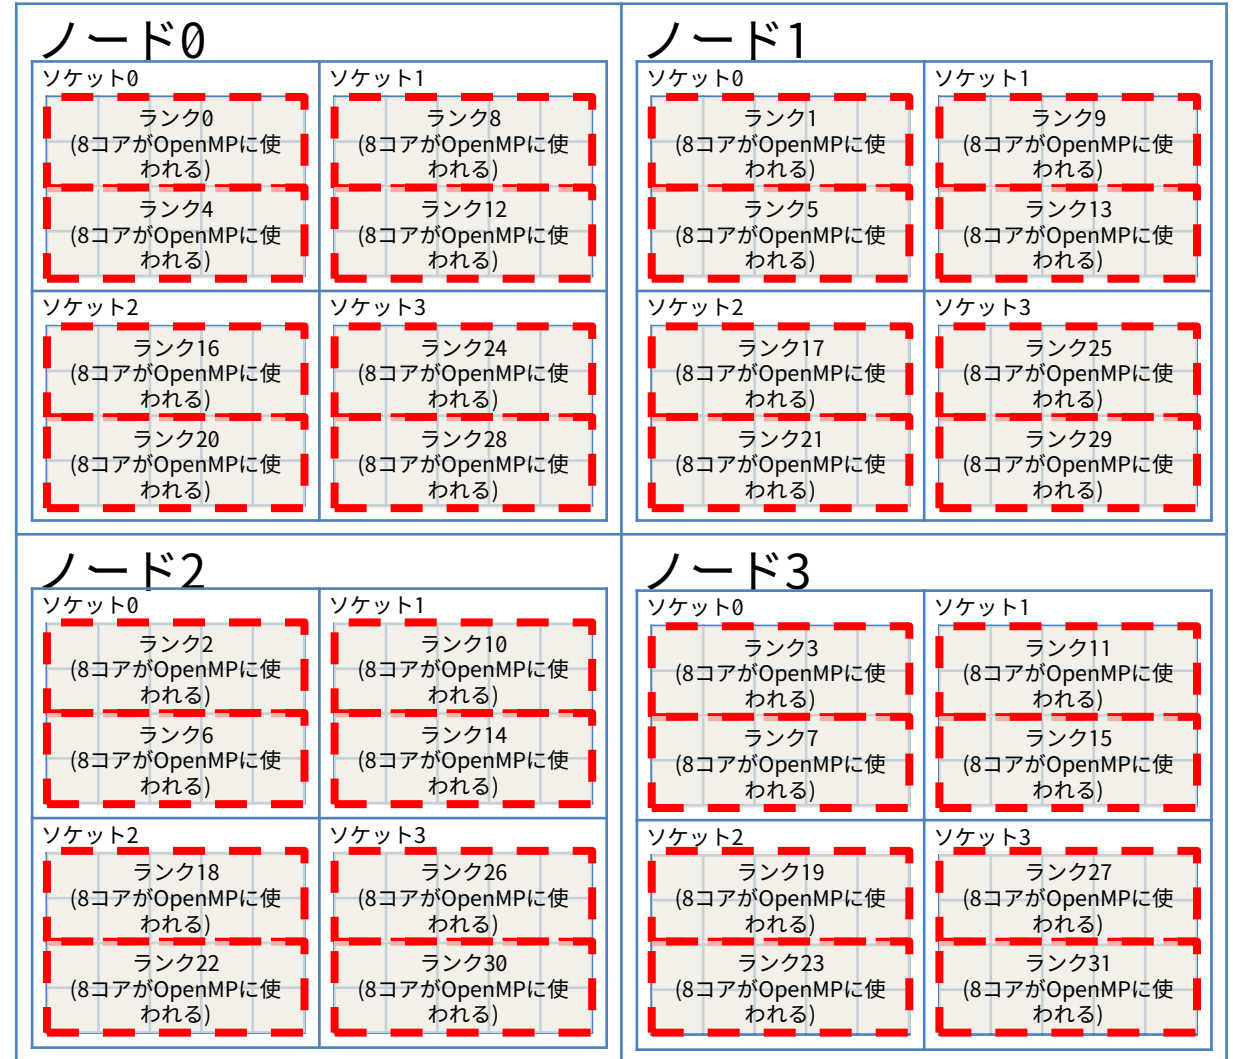 ノード0
ソケット0
ランク0
(8コアがOpenMPに使
われる)
ランク4
(8コアがOpenMPに使
われる)
ソケット1
ランク8
(8コアがOpenMPに使
われる)
ランク12
(8コアがOpenMPに使
われる)
ソケット2
ランク16
(8コアがOpenMPに使
われる)
ランク20
(8コアがOpenMPに使
われる)
ソケット3
ランク24
(8コアがOpenMPに使
われる)
ランク28
(8コアがOpenMPに使
われる)
ノード1
ソケット0
ランク1
(8コアがOpenMPに使
われる)
ランク5
(8コアがOpenMPに使
われる)
ソケット1
ランク9
(8コアがOpenMPに使
われる)
ランク13
(8コアがOpenMPに使
われる)
ソケット2
ランク17
(8コアがOpenMPに使
われる)
ランク21
(8コアがOpenMPに使
われる)
ソケット3
ランク25
(8コアがOpenMPに使
われる)
ランク29
(8コアがOpenMPに使
われる)
ノード2
ソケット0
ランク2
(8コアがOpenMPに使
われる)
ランク6
(8コアがOpenMPに使
われる)
ソケット1
ランク10
(8コアがOpenMPに使
われる)
ランク14
(8コアがOpenMPに使
われる)
ソケット2
ランク18
(8コアがOpenMPに使
われる)
ランク22
(8コアがOpenMPに使
われる)
ソケット3
ランク26
(8コアがOpenMPに使
われる)
ランク30
(8コアがOpenMPに使
われる)
ノード3
ソケット0
ランク3
(8コアがOpenMPに使
われる)
ランク7
(8コアがOpenMPに使
われる)
ソケット1
ランク11
(8コアがOpenMPに使
われる)
ランク15
(8コアがOpenMPに使
われる)
ソケット2
ランク19
(8コアがOpenMPに使
われる)
ランク23
(8コアがOpenMPに使
われる)
ソケット3
ランク27
(8コアがOpenMPに使
われる)
ランク31
(8コアがOpenMPに使
われる)